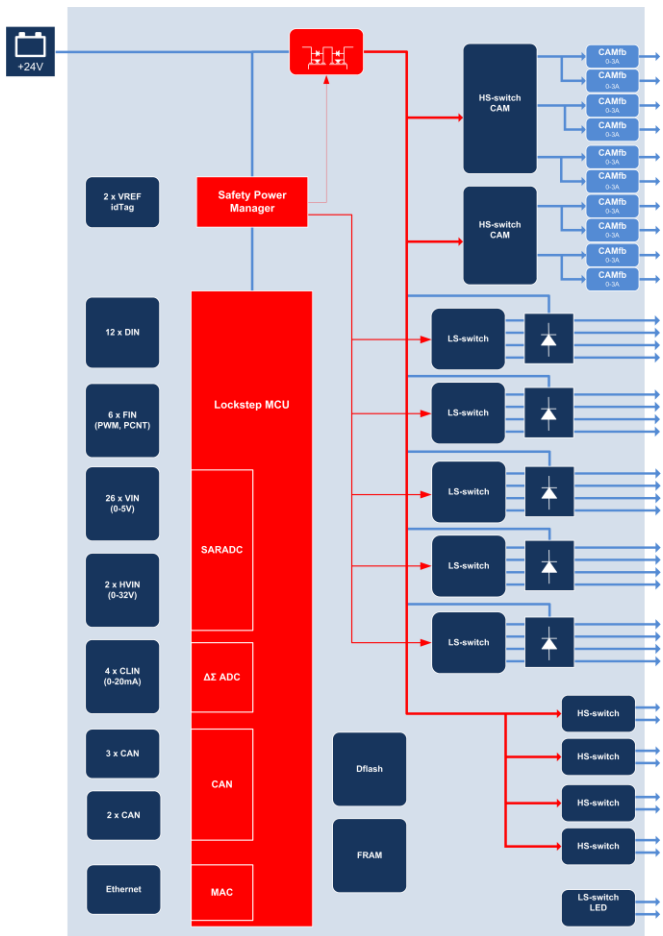 +24V
2 x VREF
idTag
Safety Power
Manager
HS-switch
CAM
CAMfb
0-3A
CAMfb
0-3A
CAMfb
0-3A
CAMfb
0-3A
CAMfb
0-3A
CAMfb
0-3A
HS-switch
CAM
CAMfb
0-3A
CAMfb
0-3A
CAMfb
0-3A
CAMfb
0-3A
12 x DIN
6 x FIN
(PWM, PCNT)
26 x VIN
(0-5V)
2 x HVIN
(0-32V)
4 x CLIN
(0-20mA)
3 x CAN
2 x CAN
Ethernet
Lockstep MCU
SARADC
ΔΣ ADC
CAN
MAC
Dflash
FRAM
LS-switch
LS-switch
LS-switch
LS-switch
LS-switch
HS-switch
HS-switch
HS-switch
HS-switch
LS-switch
LED